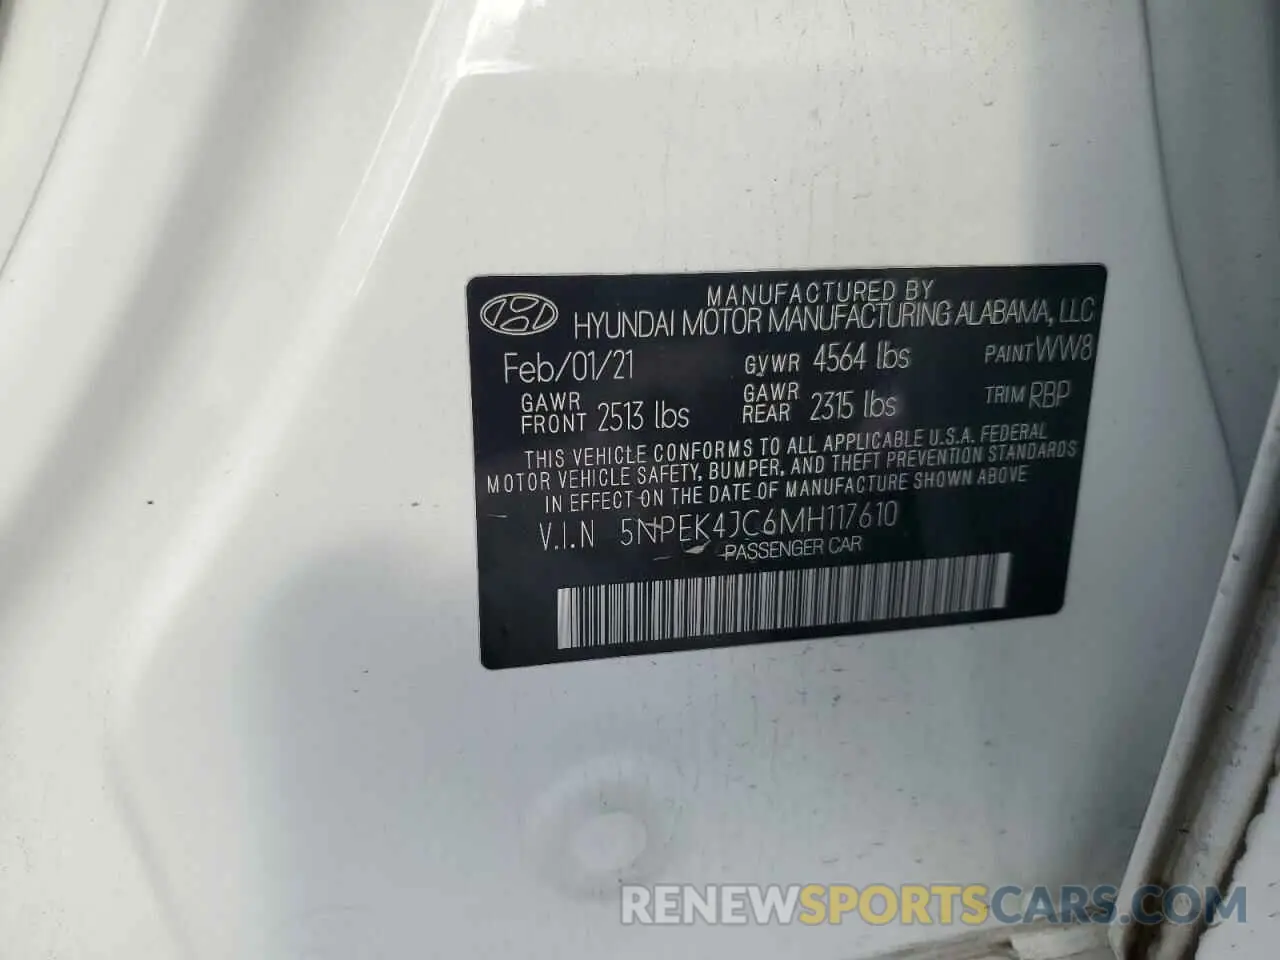 MANUFACTURED BY
HYUNDAI MOTOR MANUFACTURING ALABAMA, LLC
Feb/01/21 GVWR 4564 lbs PAINT WW8
GAWR FRONT 2513 lbs GAWR REAR 2315 lbs TRIM RBP
THIS VEHICLE CONFORMS TO ALL APPLICABLE U.S.A. FEDERAL
MOTOR VEHICLE SAFETY, BUMPER, AND THEFT PREVENTION STANDARDS
IN EFFECT ON THE DATE OF MANUFACTURE SHOWN ABOVE
V.I.N 5NPEK4JC6MH117610
PASSENGER CAR
RENEWSPORTSCARS.COM